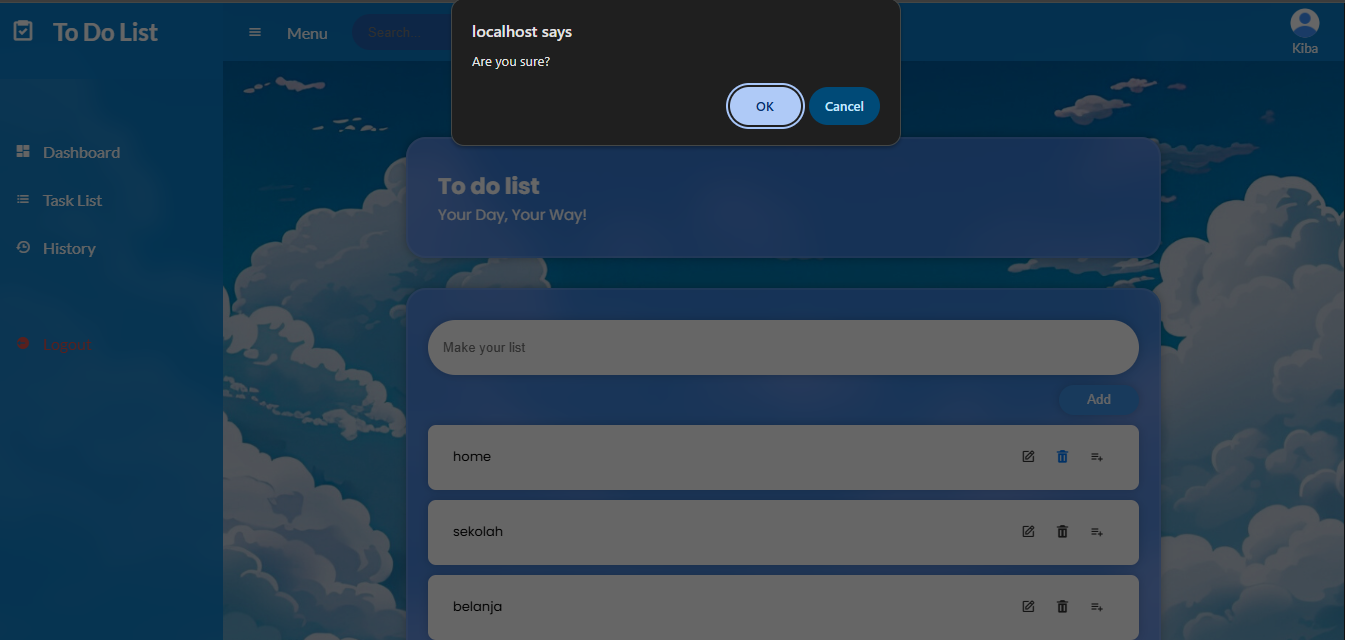 To Do List
Menu
Search...
Kiba
localhost says
Are you sure?
OK
Cancel
Dashboard
Task List
History
Logout
To do list
Your Day, Your Way!
Make your list
Add
home
sekolah
belanja